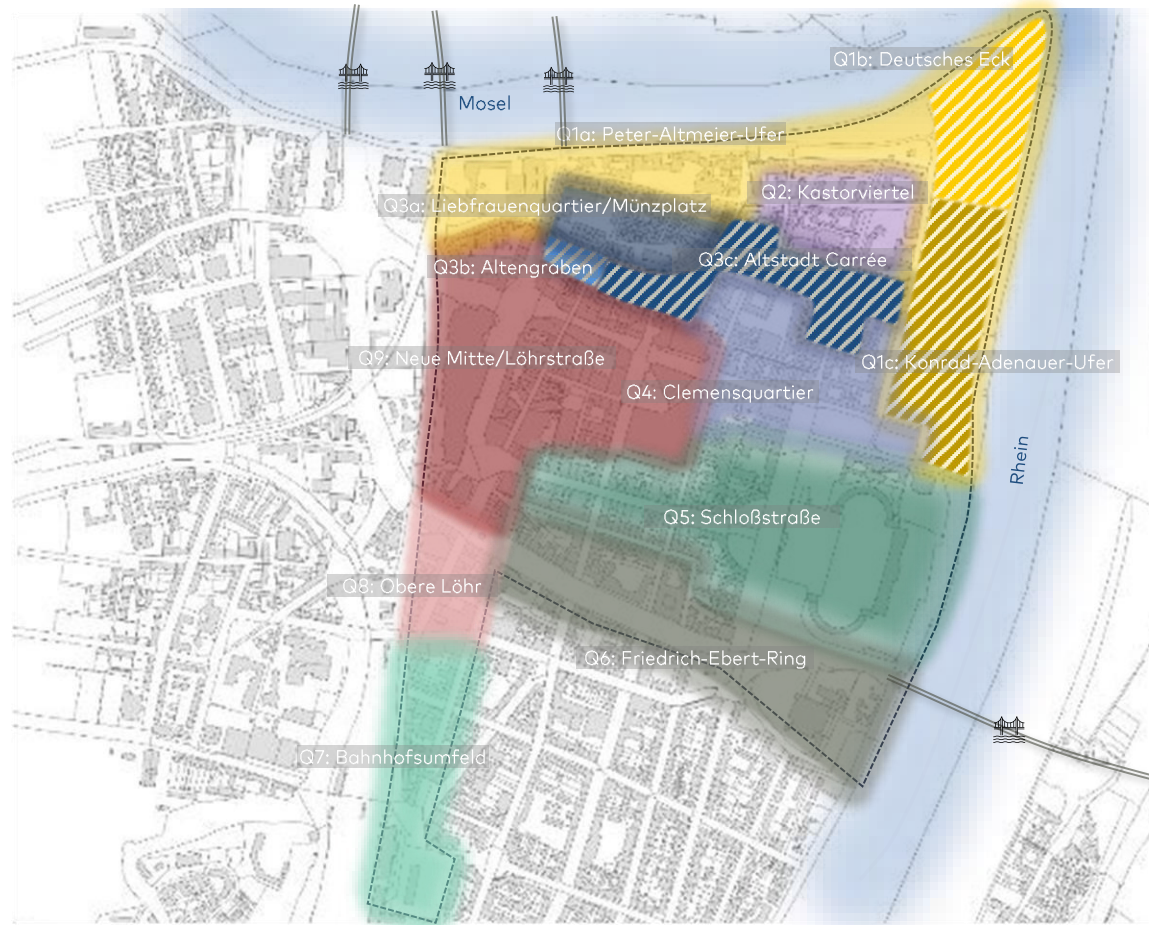 Q1b: Deutsches Eck
Mosel
Q1a: Peter-Altmeier-Ufer
Q2: Kastorviertel
Q3a: Liebfrauenquartier/Münzplatz
Q3c: Altstadt Carrée
Q3b: Altengraben
Q9: Neue Mitte/Löhrstraße
Q1c: Konrad-Adenauer-Ufer
Q4: Clemensquartier
Rhein
Q5: Schloßstraße
Q8: Obere Löhr
Q6: Friedrich-Ebert-Ring
Q7: Bahnhofsumfeld